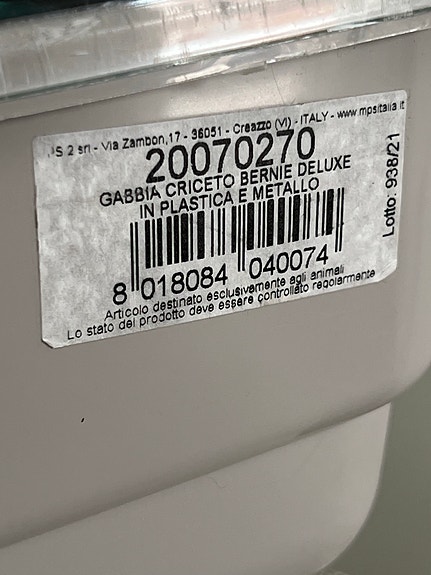 S 2 srl - Via Zambon,17 - 36051 - Creazzo (VI) - ITALY - www.mpsitalia.it
20070270
GABBIA CRICETO BERNIE DELUXE
IN PLASTICA E METALLO
8 018084 040074
Articolo destinato esclusivamente agli animali
Lo stato del prodotto deve essere controllato regolarmente
Lotto: 938/21